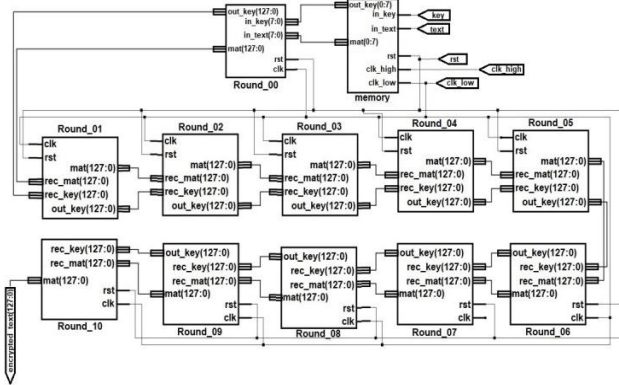 out_key(127:0)
in_key(7:0)
in_text(7:0)
mat(127:0)
rst
clk
Round_00
out_key(0:7)
in_key
in_text
mat(0:7)
rst
clk_high
clk_low
memory
key
text
rst
clk_high
clk_low
Round_01
clk
rst
mat(127:0)
rec_mat(127:0)
rec_key(127:0)
out_key(127:0)
Round_02
clk
rst
mat(127:0)
rec_mat(127:0)
rec_key(127:0)
out_key(127:0)
Round_03
clk
rst
mat(127:0)
rec_mat(127:0)
rec_key(127:0)
out_key(127:0)
Round_04
clk
rst
mat(127:0)
rec_mat(127:0)
rec_key(127:0)
out_key(127:0)
Round_05
clk
rst
mat(127:0)
rec_mat(127:0)
rec_key(127:0)
out_key(127:0)
rec_key(127:0)
rec_mat(127:0)
mat(127:0)
rst
clk
Round_10
out_key(127:0)
rec_key(127:0)
rec_mat(127:0)
mat(127:0)
rst
clk
Round_09
out_key(127:0)
rec_key(127:0)
rec_mat(127:0)
mat(127:0)
rst
clk
Round_08
out_key(127:0)
rec_key(127:0)
rec_mat(127:0)
mat(127:0)
rst
clk
Round_07
out_key(127:0)
rec_key(127:0)
rec_mat(127:0)
mat(127:0)
rst
clk
Round_06
encrypted_text(127:0)